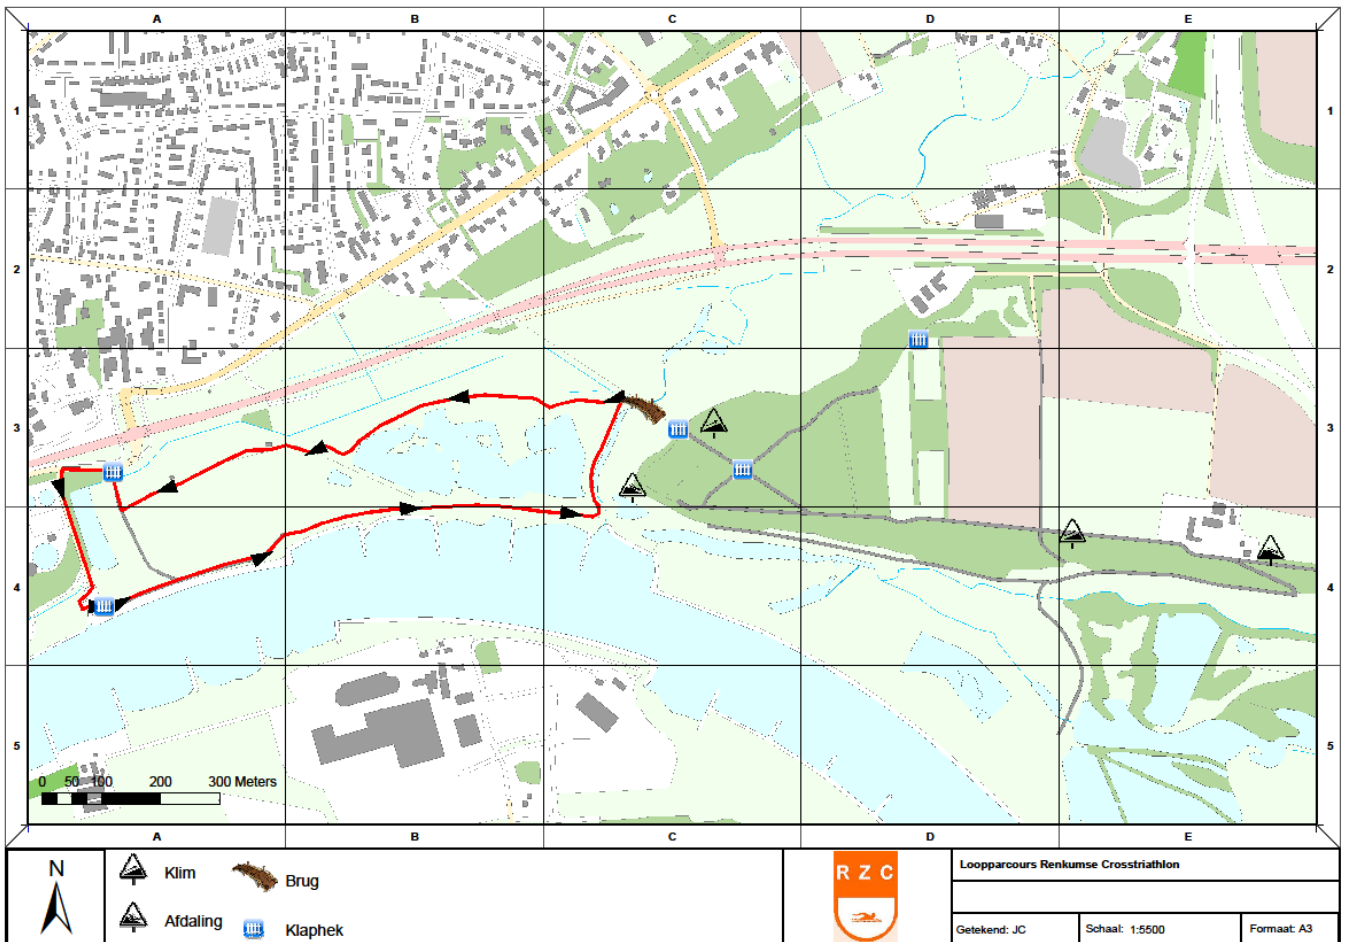 A B C D E
1 1
2 2
3 3
4 4
5 5
0 50 100 200 300 Meters
A B C D E
N
Klim
Brug
Afdaling
Klaphek
R Z C
Loopparcours Renkumse Crosstriathlon
Getekend: JC
Schaal: 1:5500
Formaat: A3